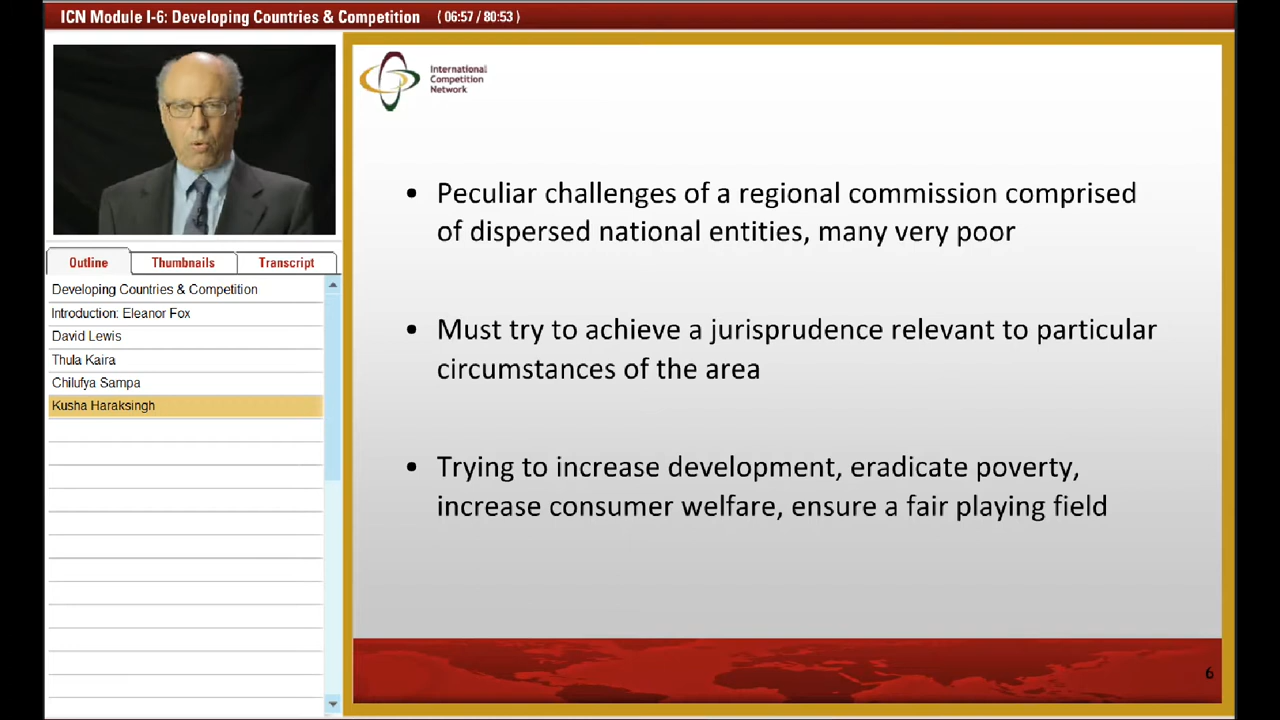 ICN Module I-6: Developing Countries & Competition ( 06:57 / 80:53 )
International
Competition
Network
Outline
Thumbnails
Transcript
Developing Countries & Competition
Introduction: Eleanor Fox
David Lewis
Thula Kaira
Chilufya Sampa
Kusha Haraksingh
• Peculiar challenges of a regional commission comprised
of dispersed national entities, many very poor
• Must try to achieve a jurisprudence relevant to particular
circumstances of the area
• Trying to increase development, eradicate poverty,
increase consumer welfare, ensure a fair playing field
6